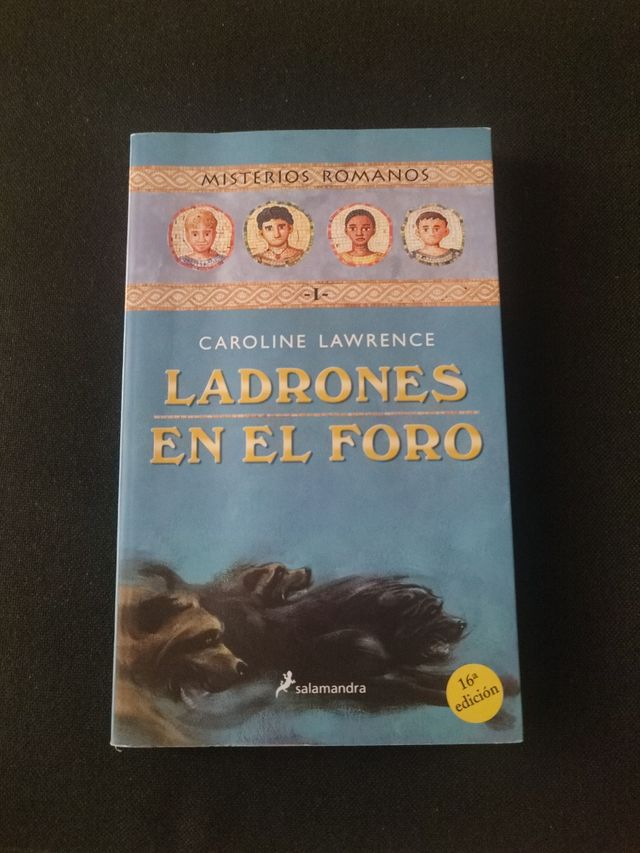 MISTERIOS ROMANOS
-I-
CAROLINE LAWRENCE
LADRONES
EN EL FORO
salamandra
16ª
edición